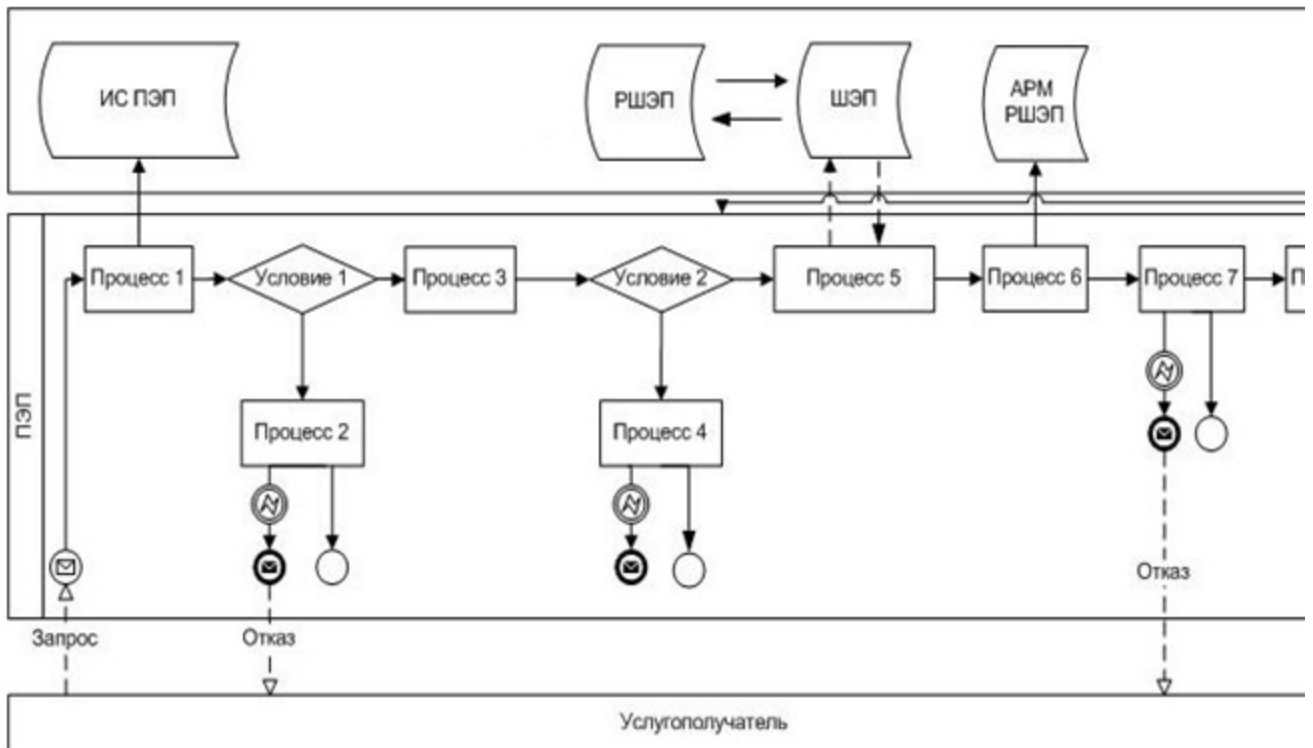 ИС ПЭП
РШЭП
ШЭП
АРМ
РШЭП
ПЭП
Процесс 1
Условие 1
Процесс 3
Условие 2
Процесс 5
Процесс 6
Процесс 7
П
Процесс 2
Процесс 4
Отказ
Запрос
Отказ
Услугополучатель